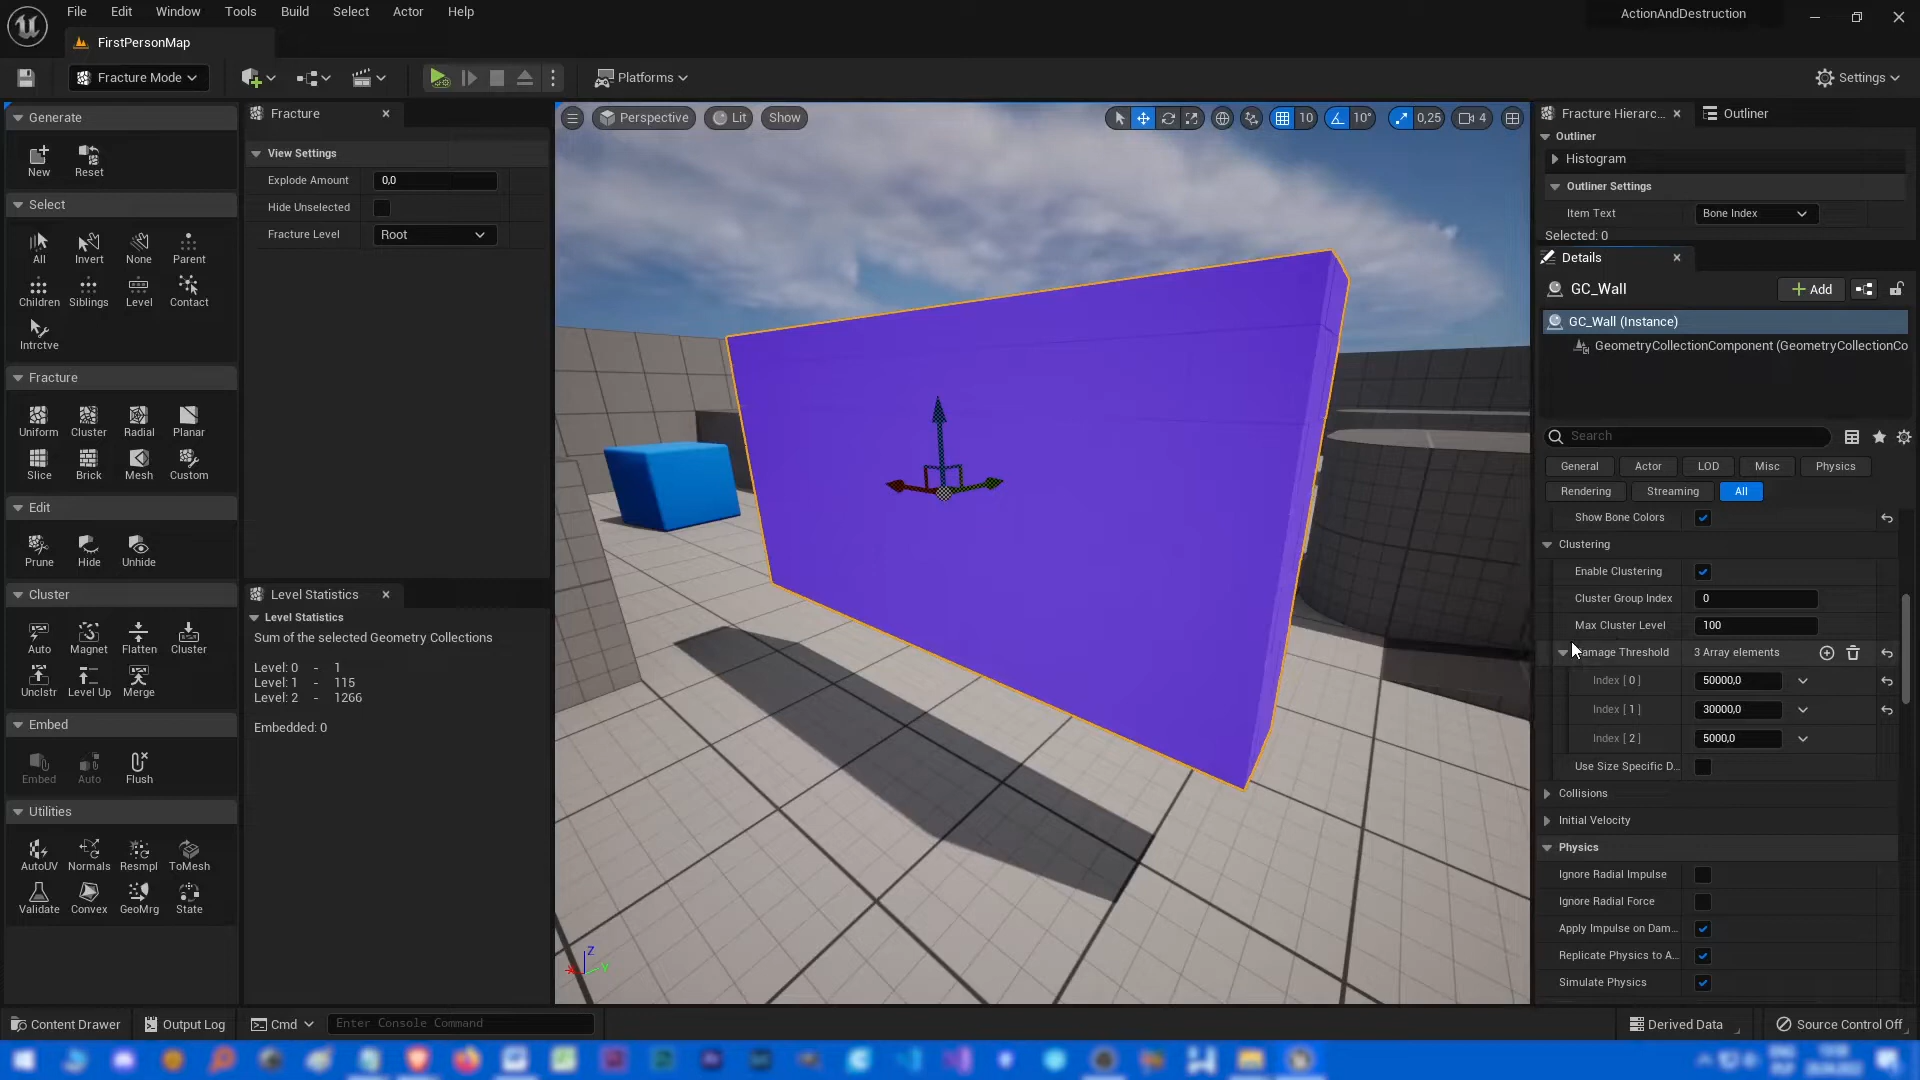 File Edit Window Tools Build Select Actor Help
ActionAndDestruction
FirstPersonMap
Fracture Mode
Platforms
Settings
Generate
New Reset
Select
All Invert None Parent
Children Siblings Level Contact
Intrctve
Fracture
Uniform Cluster Radial Planar
Slice Brick Mesh Custom
Edit
Prune Hide Unhide
Cluster
Auto Magnet Flatten Cluster
Unclstr Level Up Merge
Embed
Embed Auto Flush
Utilities
AutoUV Normals Resmpl ToMesh
Validate Convex GeoMrg State
Fracture
View Settings
Explode Amount 0,0
Hide Unselected
Fracture Level Root
Level Statistics
Level Statistics
Sum of the selected Geometry Collections
Level: 0 - 1
Level: 1 - 115
Level: 2 - 1266
Embedded: 0
Perspective Lit Show
10 10° 0,25 4
Z
Y
Fracture Hierarc... Outliner
Outliner
Histogram
Outliner Settings
Item Text Bone Index
Selected: 0
Details
GC_Wall
Add
GC_Wall (Instance)
GeometryCollectionComponent (GeometryCollectionCo
Search
General Actor LOD Misc Physics
Rendering Streaming All
Show Bone Colors
Clustering
Enable Clustering
Cluster Group Index 0
Max Cluster Level 100
amage Threshold 3 Array elements
Index [ 0 ] 50000,0
Index [ 1 ] 30000,0
Index [ 2 ] 5000,0
Use Size Specific D...
Collisions
Initial Velocity
Physics
Ignore Radial Impulse
Ignore Radial Force
Apply Impulse on Dam...
Replicate Physics to A...
Simulate Physics
Content Drawer Output Log Cmd Enter Console Command
Derived Data Source Control Off